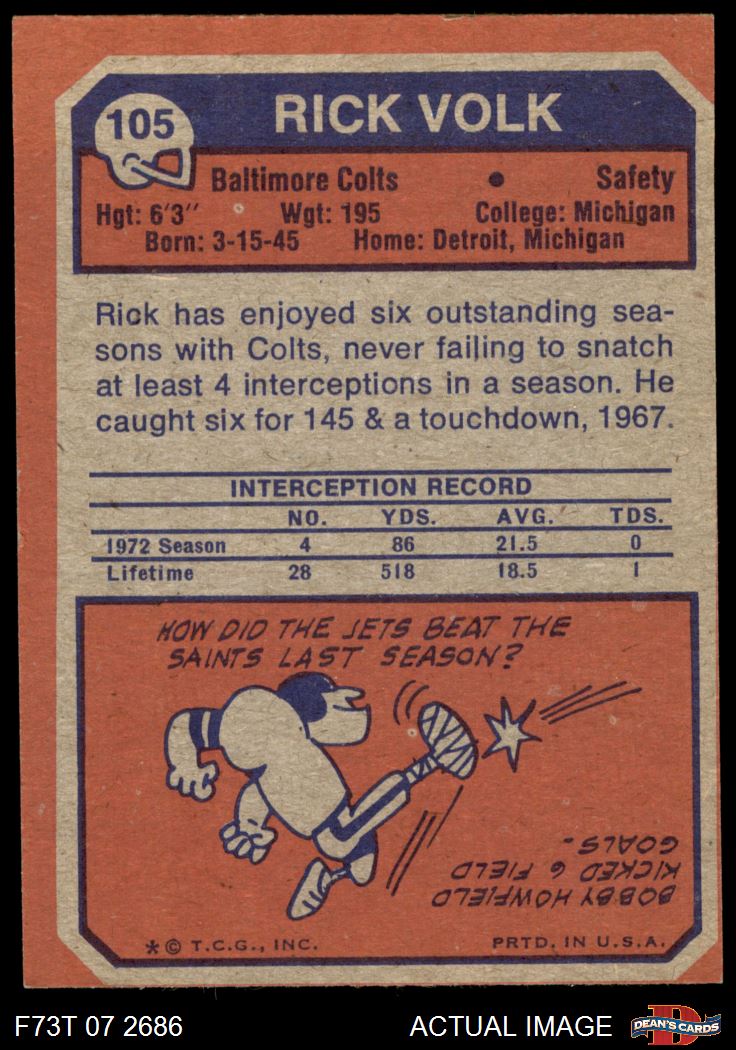 105
RICK VOLK
Baltimore Colts • Safety
Hgt: 6'3" Wgt: 195 College: Michigan
Born: 3-15-45 Home: Detroit, Michigan
Rick has enjoyed six outstanding sea-
sons with Colts, never failing to snatch
at least 4 interceptions in a season. He
caught six for 145 & a touchdown, 1967.
INTERCEPTION RECORD
NO. YDS. AVG. TDS.
1972 Season 4 86 21.5 0
Lifetime 28 518 18.5 1
HOW DID THE JETS BEAT THE
SAINTS LAST SEASON?
BOBBY HOWFIELD
KICKED 6 FIELD
GOALS.
*© T.C.G., INC. PRTD. IN U.S.A.
F73T 07 2686 ACTUAL IMAGE
D
DEAN'S CARDS